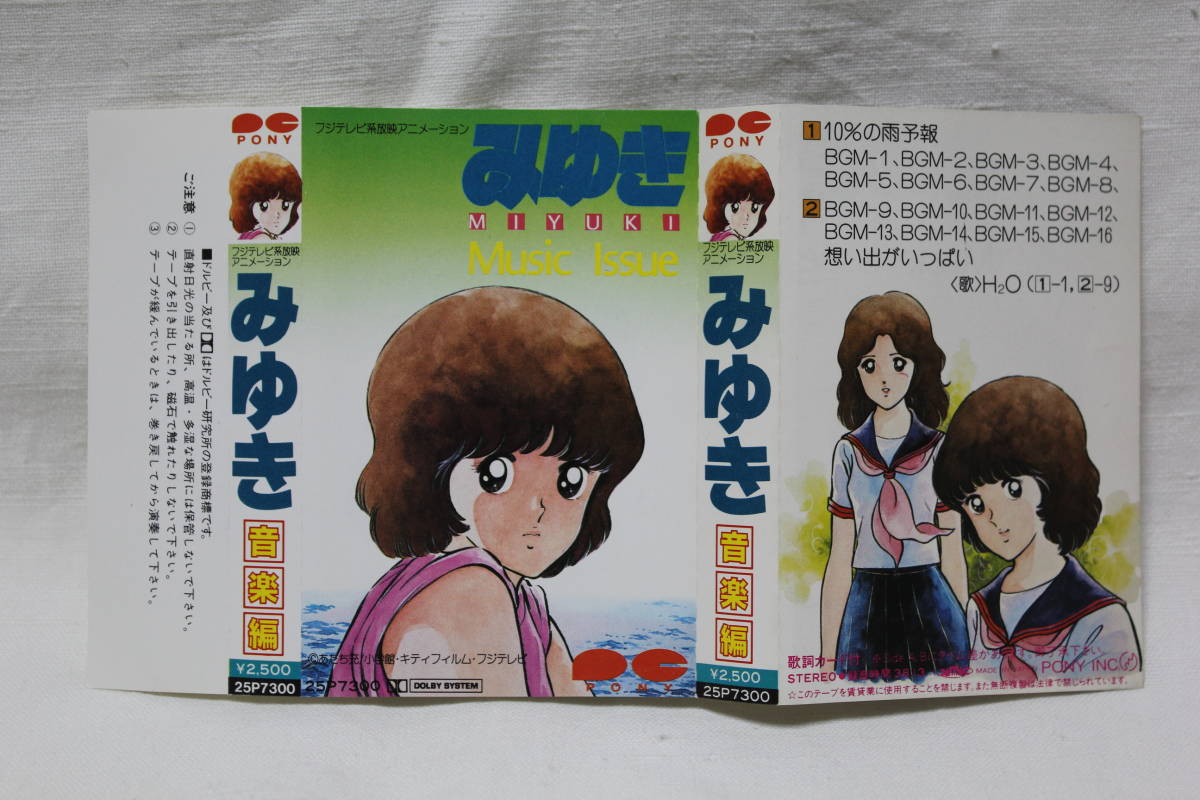 ご注意
① 直射日光の当たる所、高温・多湿な場所には保管しないで下さい。
② テープを引き出したり、磁石で触れたりしないで下さい。
③ テープが緩んでいるときは、巻き戻してから演奏して下さい。
■ドルビー及びはドルビー研究所の登録商標です。
PONY
フジテレビ系放映
アニメーション
みゆき
音楽編
¥2,500
25P7300
フジテレビ系放映アニメーション
みゆき
MIYUKI
Music Issue
©あだち充/小学館・キティフィルム・フジテレビ
25P7300 DOLBY SYSTEM
PONY
PONY
フジテレビ系放映
アニメーション
みゆき
音楽編
¥2,500
25P7300
1 10%の雨予報
BGM-1、BGM-2、BGM-3、BGM-4、
BGM-5、BGM-6、BGM-7、BGM-8、
2 BGM-9、BGM-10、BGM-11、BGM-12、
BGM-13、BGM-14、BGM-15、BGM-16
想い出がいっぱい
〈歌〉H₂O(1-1,2-9)
歌詞カード付
STEREO
PONY INC.
☆このテープを賃貸業に使用することを禁じます。また無断複製は法律で禁じられています。